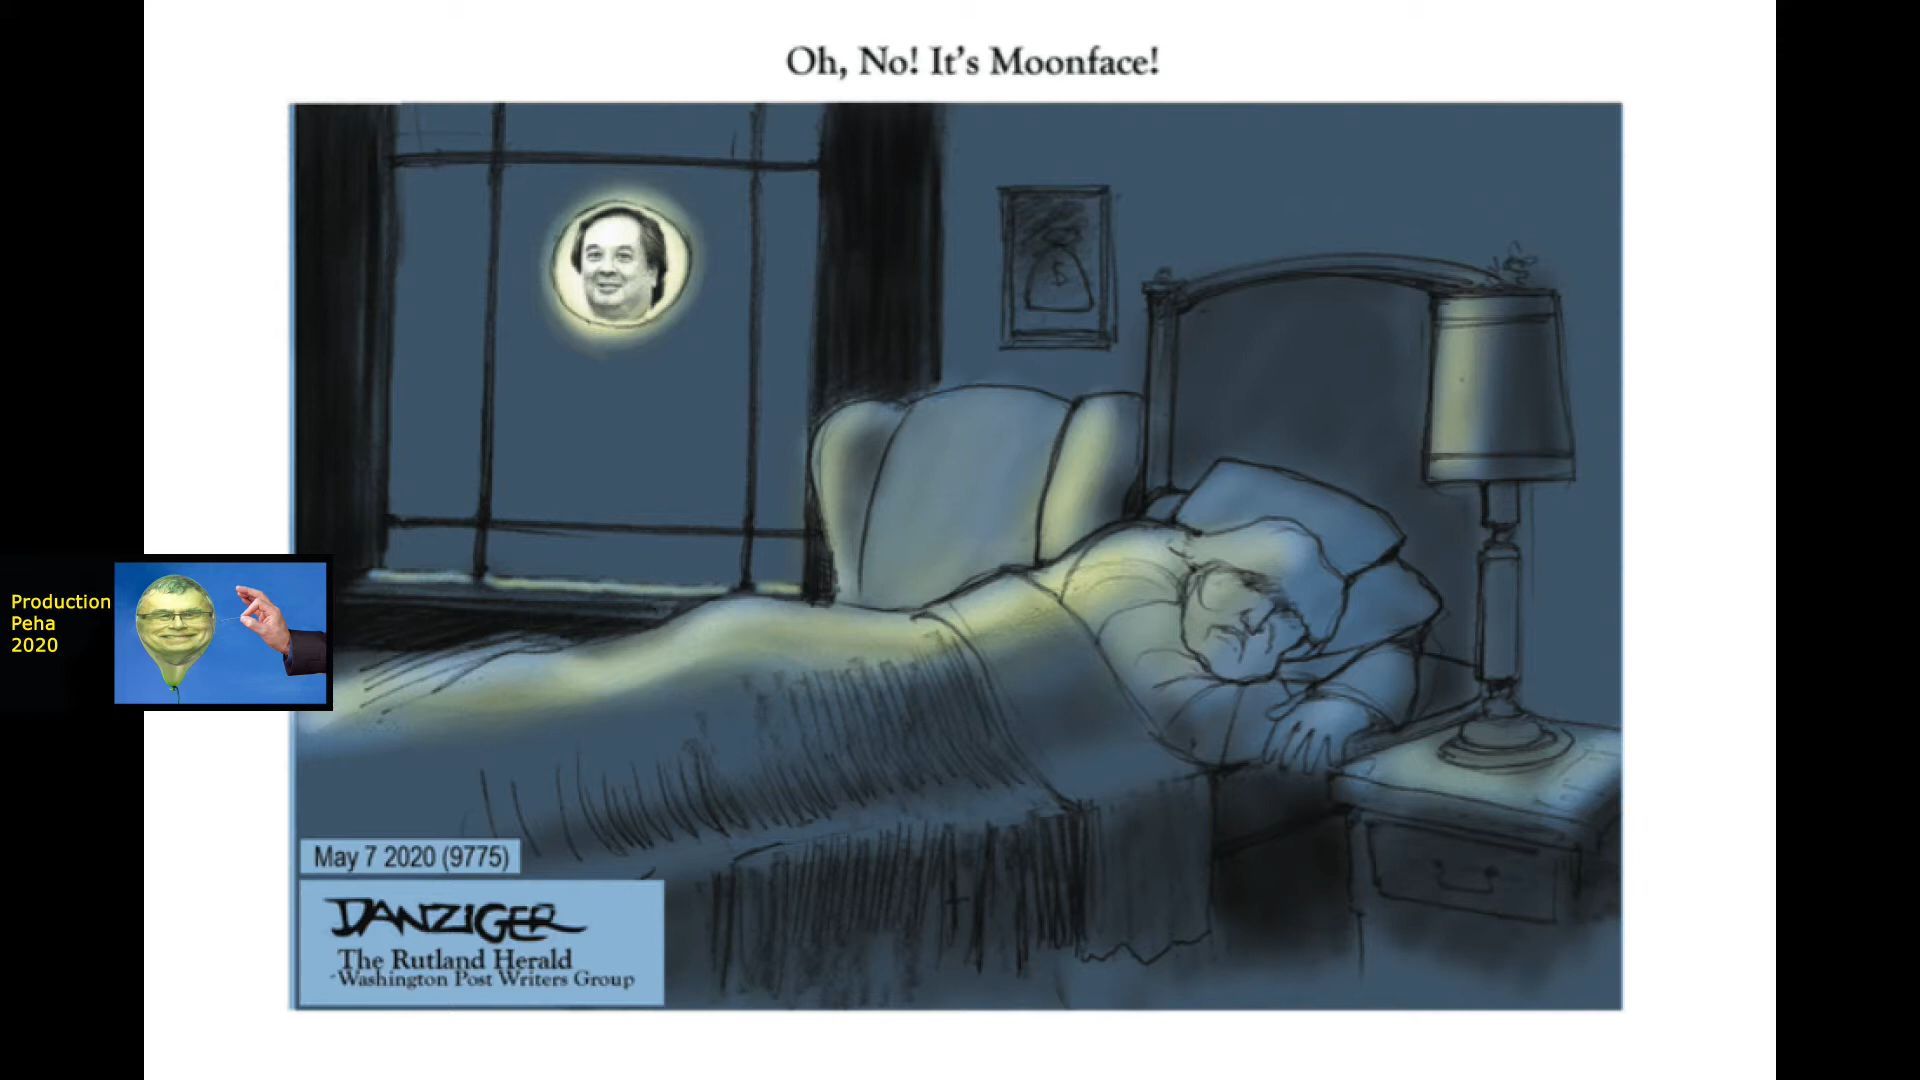 Oh, No! It's Moonface!
$
Production
Peha
2020
May 7 2020 (9775)
DANZIGER
The Rutland Herald
-Washington Post Writers Group